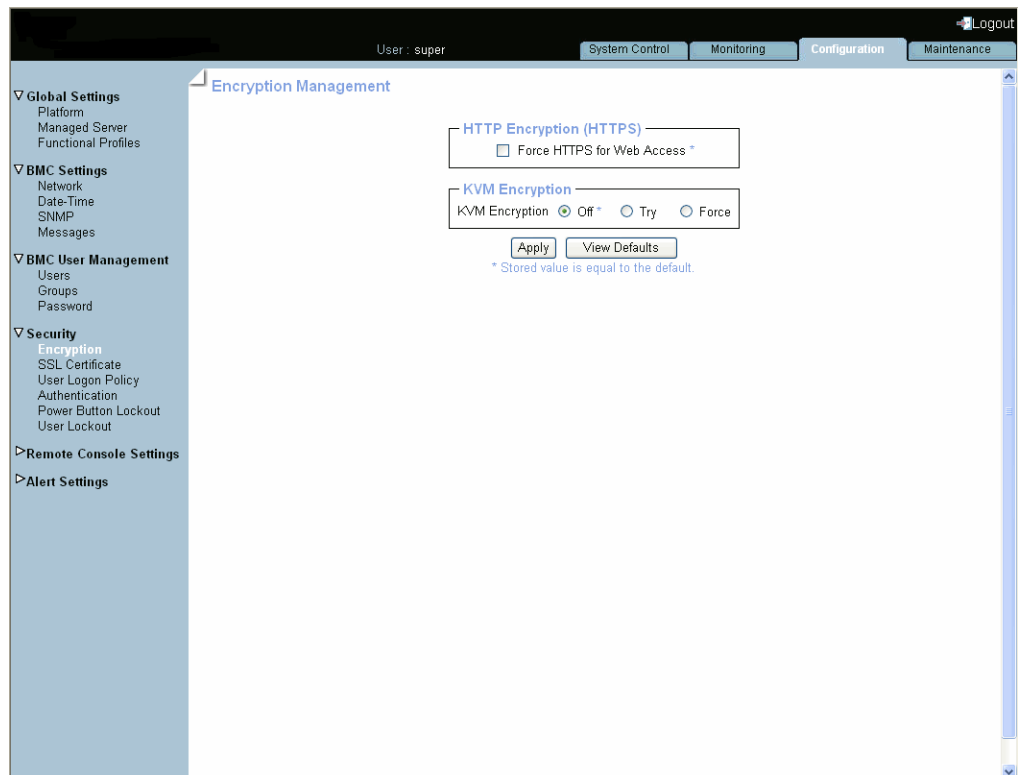 Logout
User : super
System Control
Monitoring
Configuration
Maintenance
Global Settings
Platform
Managed Server
Functional Profiles
BMC Settings
Network
Date-Time
SNMP
Messages
BMC User Management
Users
Groups
Password
Security
Encryption
SSL Certificate
User Logon Policy
Authentication
Power Button Lockout
User Lockout
Remote Console Settings
Alert Settings
Encryption Management
HTTP Encryption (HTTPS)
Force HTTPS for Web Access *
KVM Encryption
KVM Encryption Off * Try Force
Apply View Defaults
* Stored value is equal to the default.